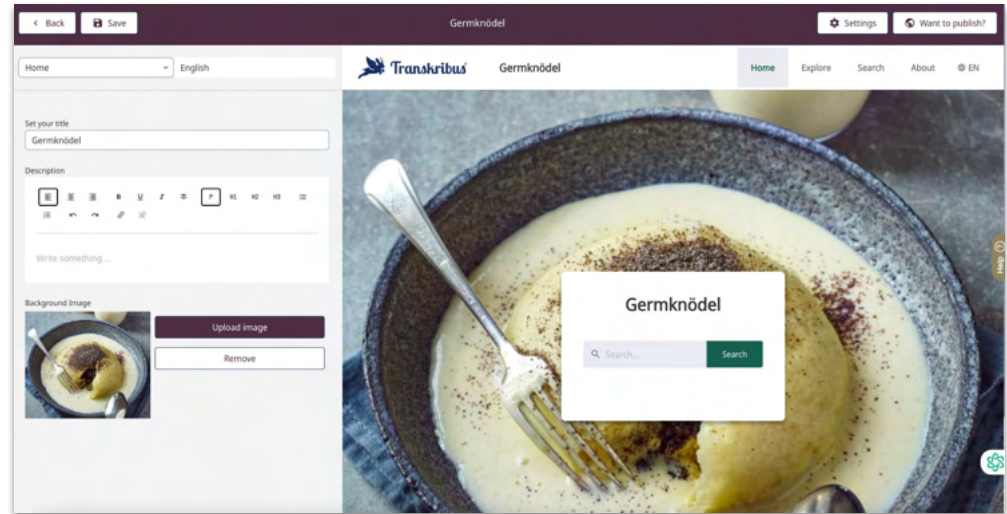 Back
Save
Germknödel
Settings
Want to publish?
Home
English
Transkribus
Germknödel
Home
Explore
Search
About
EN
Set your title
Germknödel
Description
B U I S P H1 H2 H3
Write something ...
Background Image
Upload image
Remove
Germknödel
Search...
Search
Help